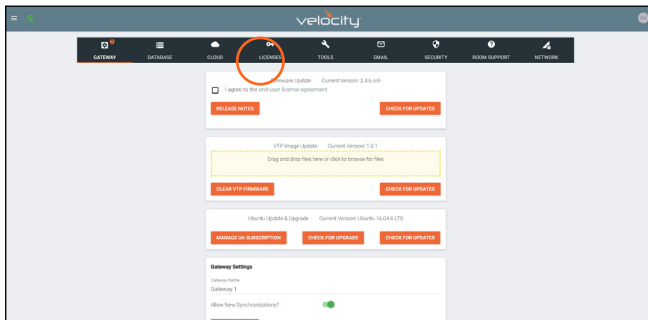 velocity
GATEWAY DATABASE CLOUD LICENSES TOOLS EMAIL SECURITY ROOM SUPPORT NETWORK
Firmware Update Current Version: 2.4.6 m9
I agree to the end-user license agreement
RELEASE NOTES CHECK FOR UPDATES
VTP Image Update Current Version: 1.0.1
Drag and drop files here or click to browse for files
CLEAR VTP FIRMWARE CHECK FOR UPDATES
Ubuntu Update & Upgrade Current Version: Ubuntu 16.04.6 LTS
MANAGE UA SUBSCRIPTION CHECK FOR UPGRADE CHECK FOR UPDATES
Gateway Settings
Gateway Name
Gateway 1
Allow New Synchronizations?